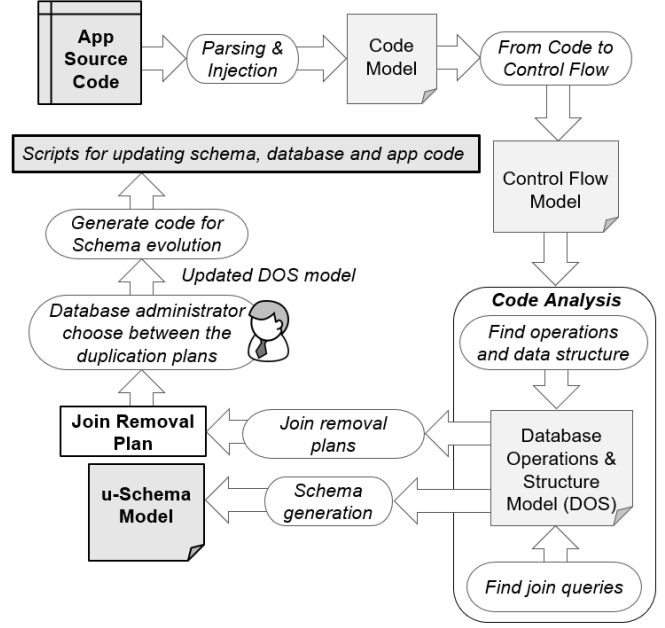 App
Source
Code
Parsing &
Injection
Code
Model
From Code to
Control Flow
Scripts for updating schema, database and app code
Control Flow
Model
Generate code for
Schema evolution
Updated DOS model
Database administrator
choose between the
duplication plans
Code Analysis
Find operations
and data structure
Join Removal
Plan
Join removal
plans
Database
Operations &
Structure
Model (DOS)
u-Schema
Model
Schema
generation
Find join queries